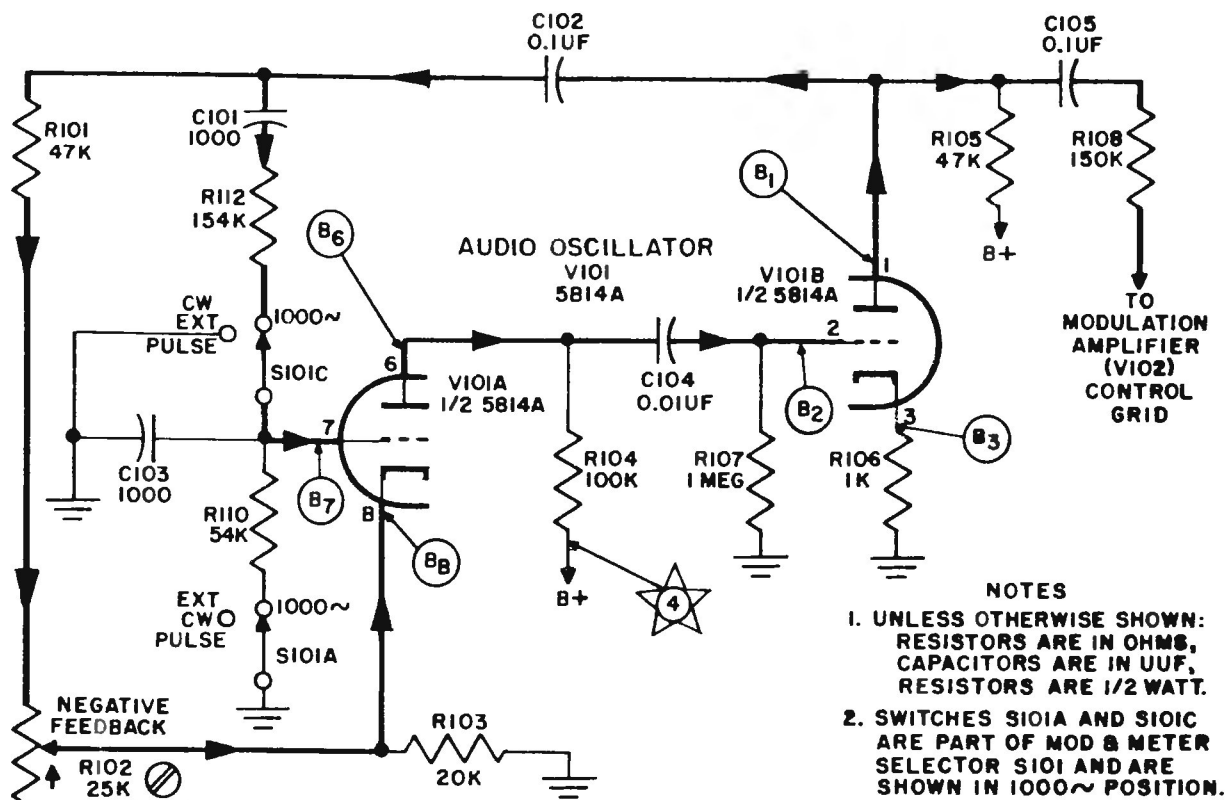 C102
0.1UF
C105
0.1UF
C101
1000
R101
47K
R112
154K
R105
47K
R108
150K
B1
B6
AUDIO OSCILLATOR
V101
5814A
V101B
1/2 5814A
1
B+
TO
MODULATION
AMPLIFIER
(V102)
CONTROL
GRID
CW
EXT
PULSE
1000~
S101C
6
2
V101A
1/2 5814A
C104
0.01UF
B2
7
3
B3
C103
1000
B7
R110
54K
8
B8
R104
100K
R107
1 MEG
R106
1K
EXT
CW
PULSE
1000~
S101A
B+
4
NEGATIVE
FEEDBACK
R102
25K
R103
20K
NOTES
1. UNLESS OTHERWISE SHOWN:
RESISTORS ARE IN OHMS,
CAPACITORS ARE IN UUF,
RESISTORS ARE 1/2 WATT.
2. SWITCHES S101A AND S101C
ARE PART OF MOD & METER
SELECTOR S101 AND ARE
SHOWN IN 1000~ POSITION.